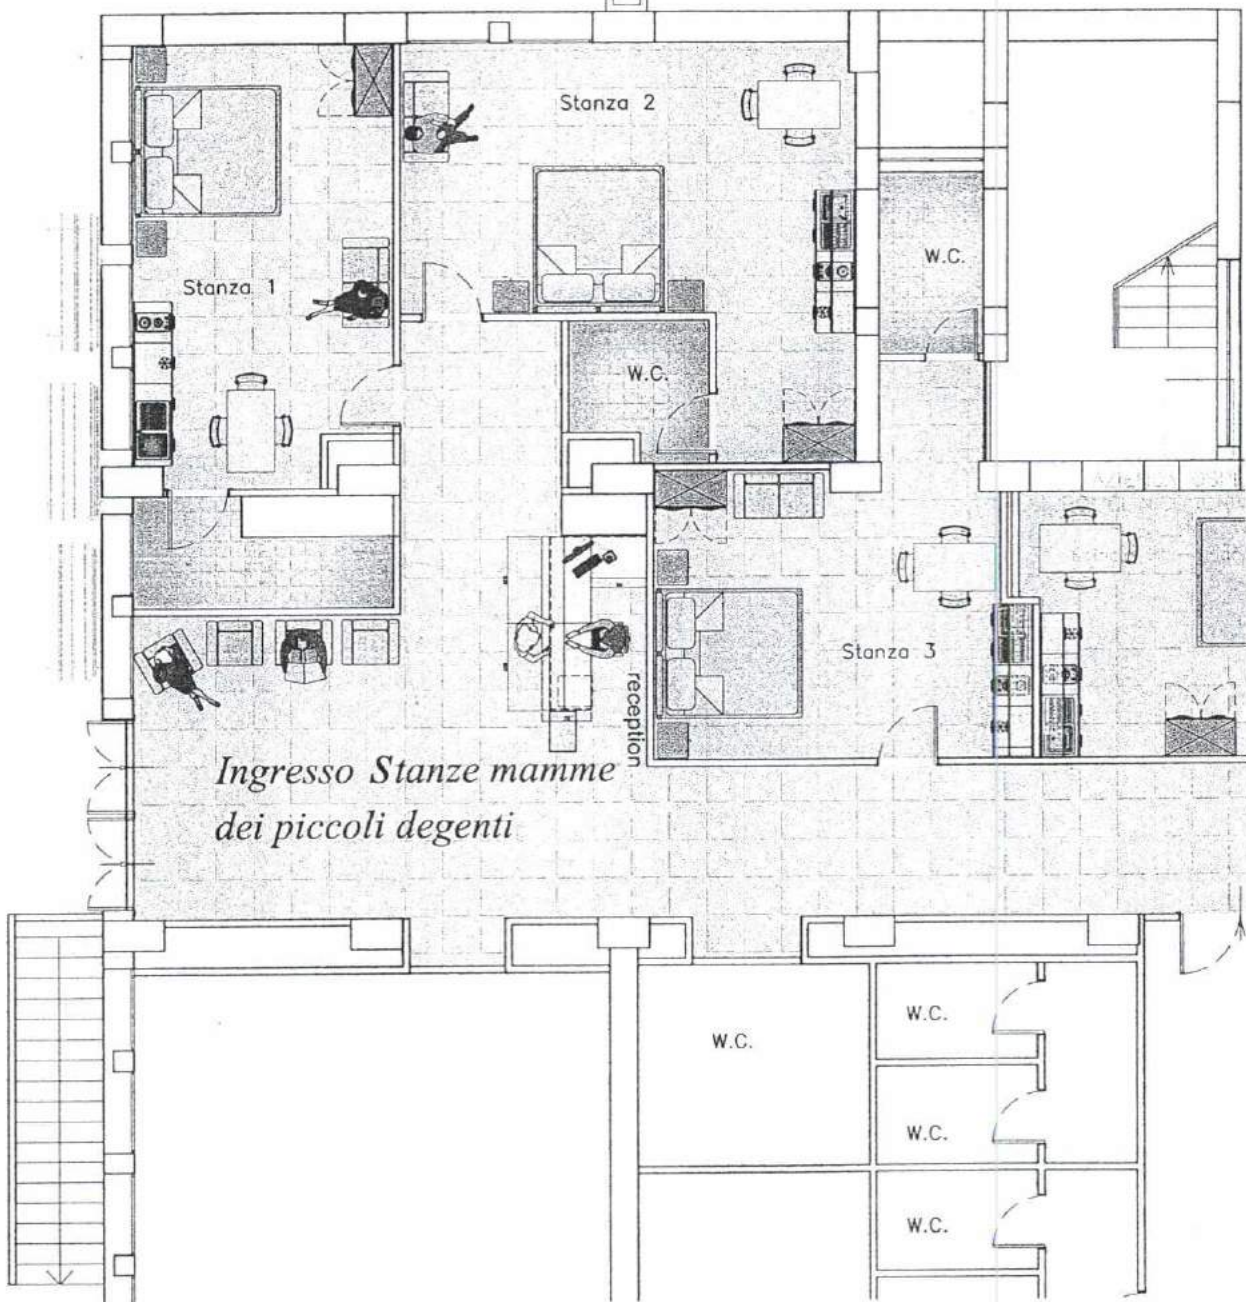 Stanza 2
W.C.
Stanza 1
W.C.
Stanza 3
reception
Ingresso Stanze mamme
dei piccoli degenti
W.C.
W.C.
W.C.
W.C.